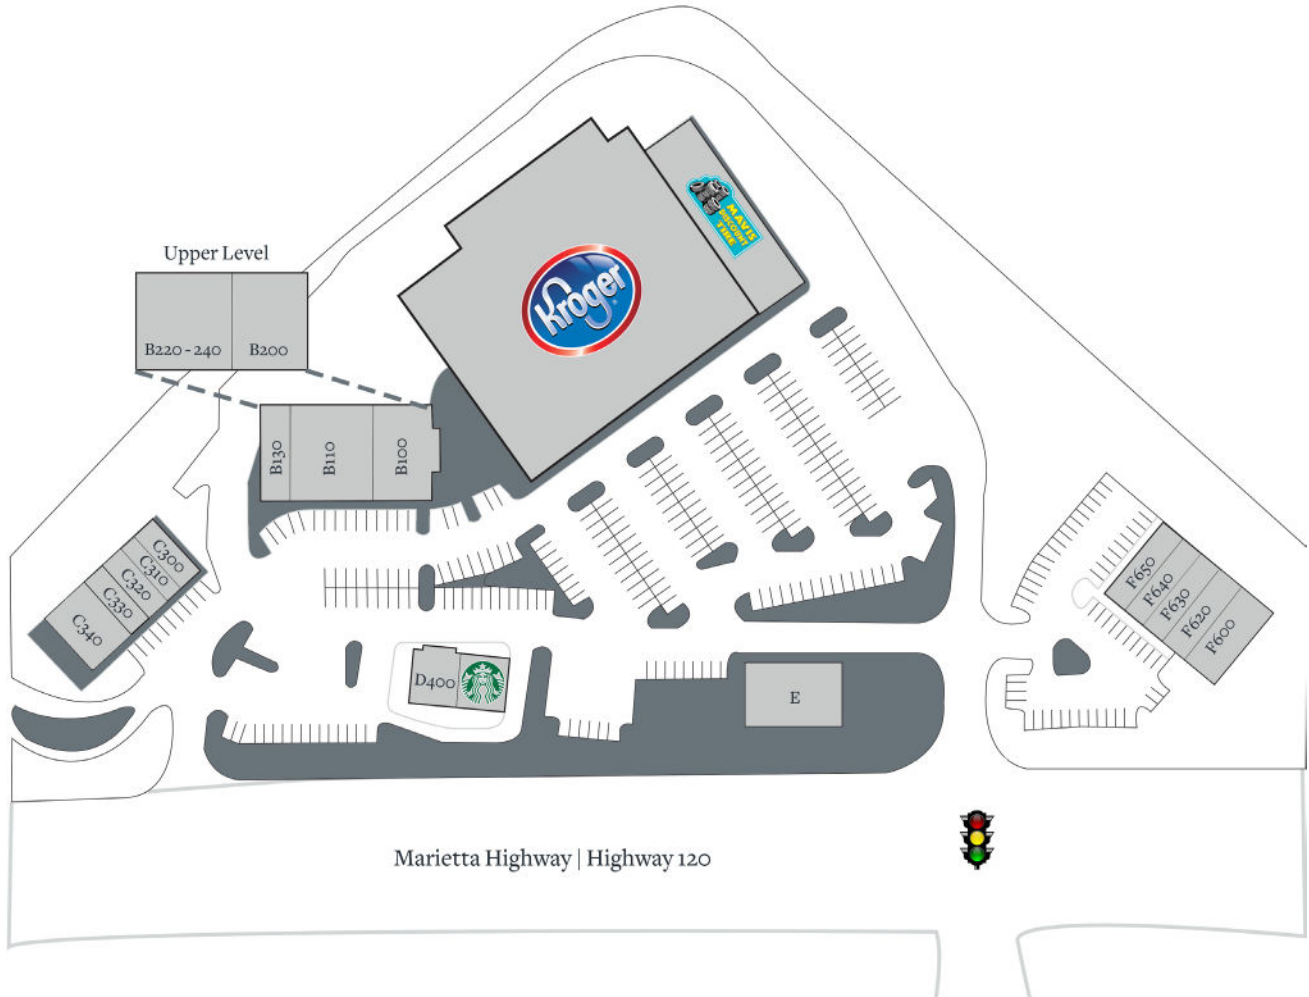 Kroger
MAVIS
DISCOUNT
TIRE
Upper Level
B220 - 240
B200
B130
B110
B100
C300
C310
C320
C330
C340
F650
F640
F630
F620
F600
D400
E
Marietta Highway | Highway 120